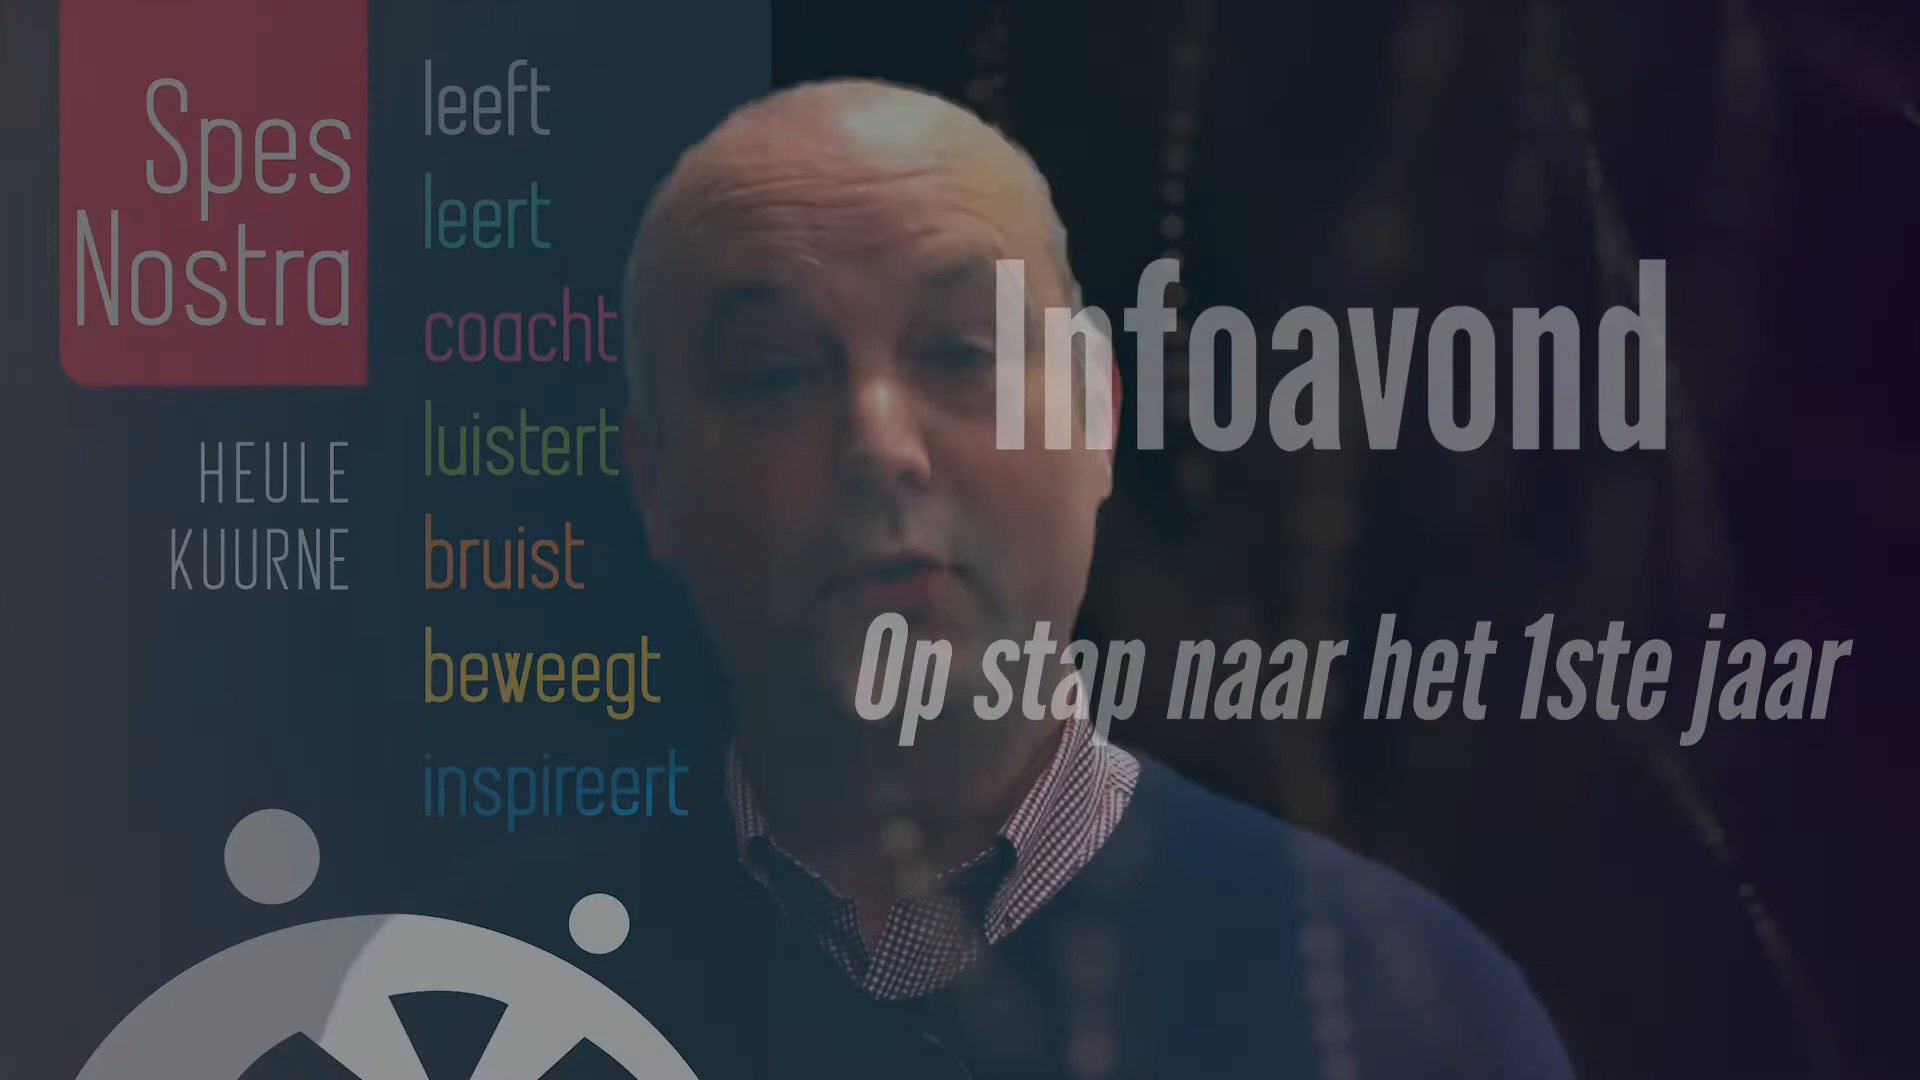 Spes
Nostra
HEULE
KUURNE
leeft
leert
coacht
luistert
bruist
beweegt
inspireert
Infoavond
Op stap naar het 1ste jaar